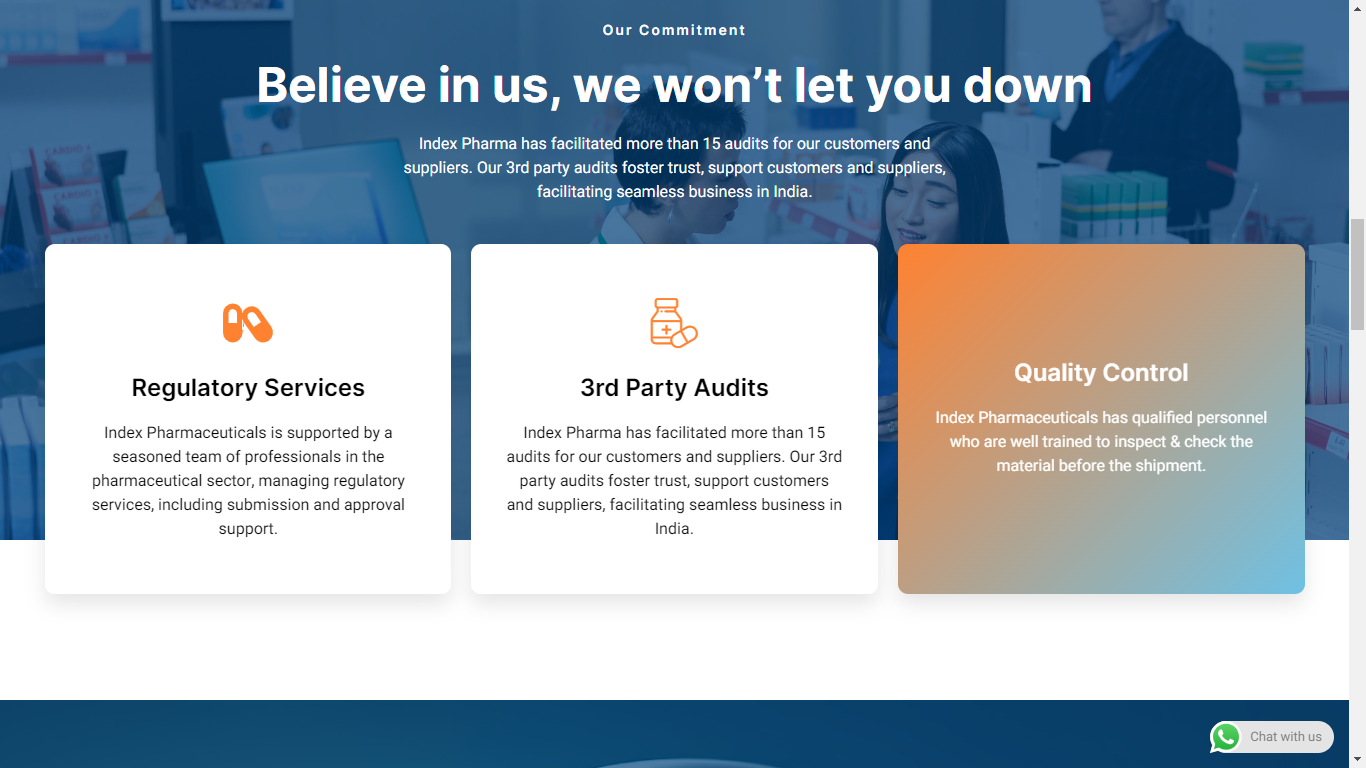 Our Commitment
Believe in us, we won’t let you down
Index Pharma has facilitated more than 15 audits for our customers and
suppliers. Our 3rd party audits foster trust, support customers and suppliers,
facilitating seamless business in India.
Regulatory Services
Index Pharmaceuticals is supported by a
seasoned team of professionals in the
pharmaceutical sector, managing regulatory
services, including submission and approval
support.
3rd Party Audits
Index Pharma has facilitated more than 15
audits for our customers and suppliers. Our 3rd
party audits foster trust, support customers
and suppliers, facilitating seamless business in
India.
Quality Control
Index Pharmaceuticals has qualified personnel
who are well trained to inspect & check the
material before the shipment.
Chat with us